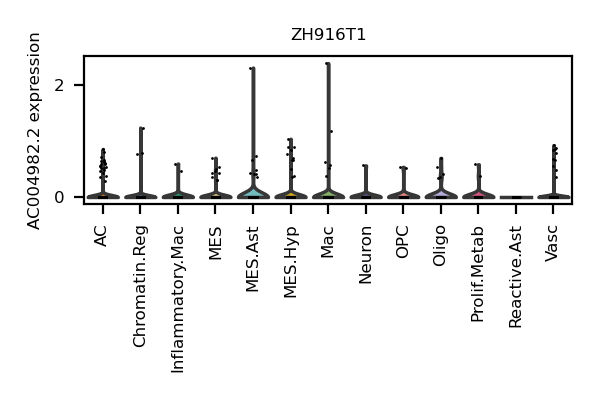 ZH916T1
AC004982.2 expression
2
0
AC
Chromatin.Reg
Inflammatory.Mac
MES
MES.Ast
MES.Hyp
Mac
Neuron
OPC
Oligo
Prolif.Metab
Reactive.Ast
Vasc